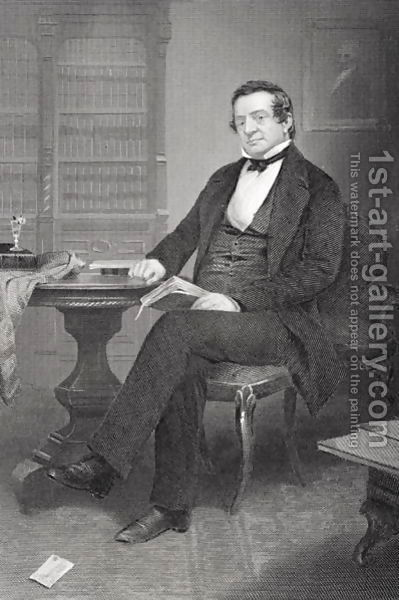 1st-art-gallery.com
This watermark does not appear on the painting